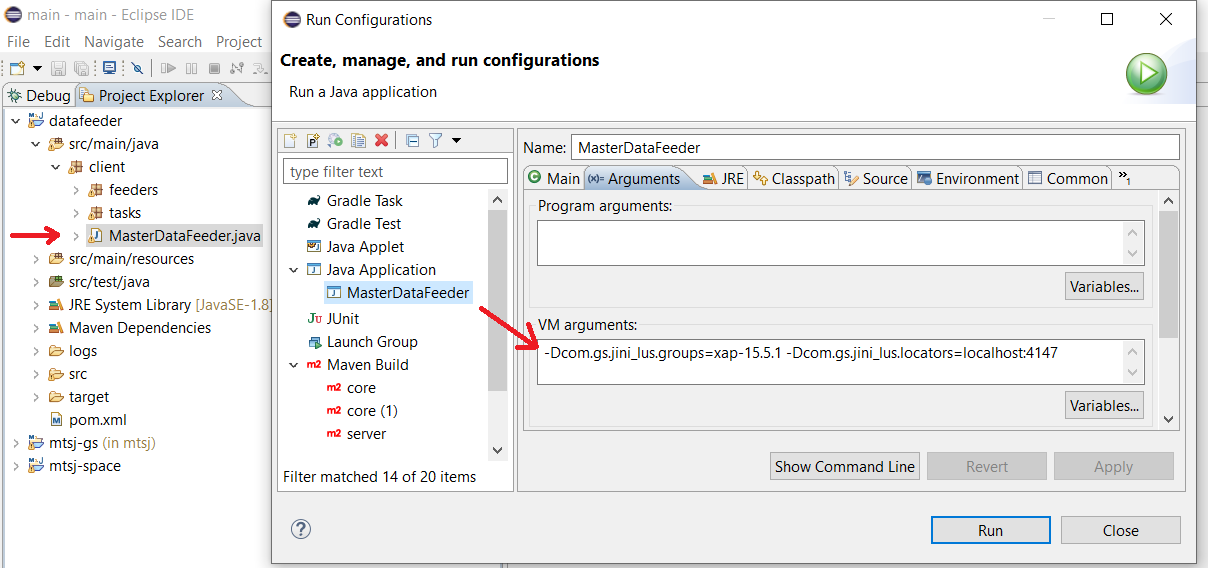 main - main - Eclipse IDE
File Edit Navigate Search Project
Debug Project Explorer
datafeeder
src/main/java
client
feeders
tasks
MasterDataFeeder.java
src/main/resources
src/test/java
JRE System Library [JavaSE-1.8]
Maven Dependencies
logs
src
target
pom.xml
mtsj-gs (in mtsj)
mtsj-space
Run Configurations
Create, manage, and run configurations
Run a Java application
type filter text
Gradle Task
Gradle Test
Java Applet
Java Application
MasterDataFeeder
JUnit
Launch Group
Maven Build
core
core (1)
server
Filter matched 14 of 20 items
Name: MasterDataFeeder
Main (x)= Arguments JRE Classpath Source Environment Common »1
Program arguments:
Variables...
VM arguments:
-Dcom.gs.jini_lus.groups=xap-15.5.1 -Dcom.gs.jini_lus.locators=localhost:4147
Variables...
Show Command Line Revert Apply
Run Close